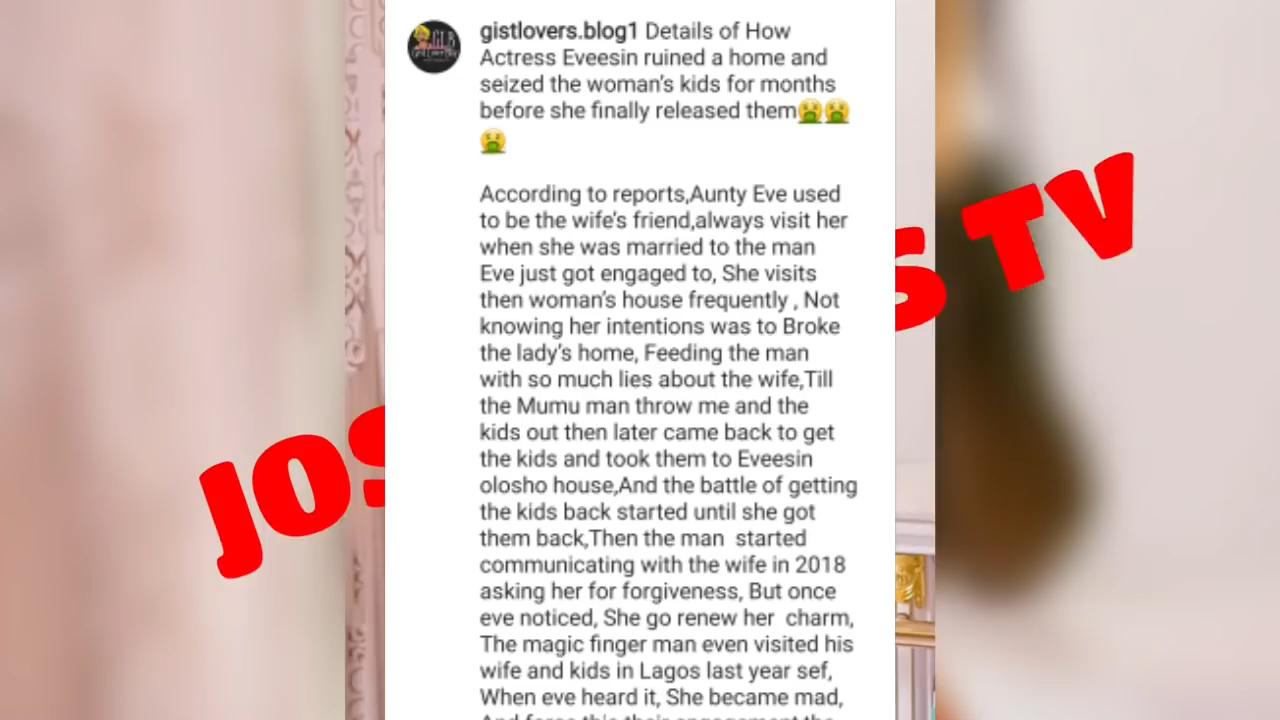 gistlovers.blog1 Details of How
Actress Eveesin ruined a home and
seized the woman's kids for months
before she finally released them🤮🤮
🤮
According to reports,Aunty Eve used
to be the wife's friend,always visit her
when she was married to the man
Eve just got engaged to, She visits
then woman's house frequently , Not
knowing her intentions was to Broke
the lady's home, Feeding the man
with so much lies about the wife,Till
the Mumu man throw me and the
kids out then later came back to get
the kids and took them to Eveesin
olosho house,And the battle of getting
the kids back started until she got
them back,Then the man started
communicating with the wife in 2018
asking her for forgiveness, But once
eve noticed, She go renew her charm,
The magic finger man even visited his
wife and kids in Lagos last year sef,
When eve heard it, She became mad,
JOS
S TV